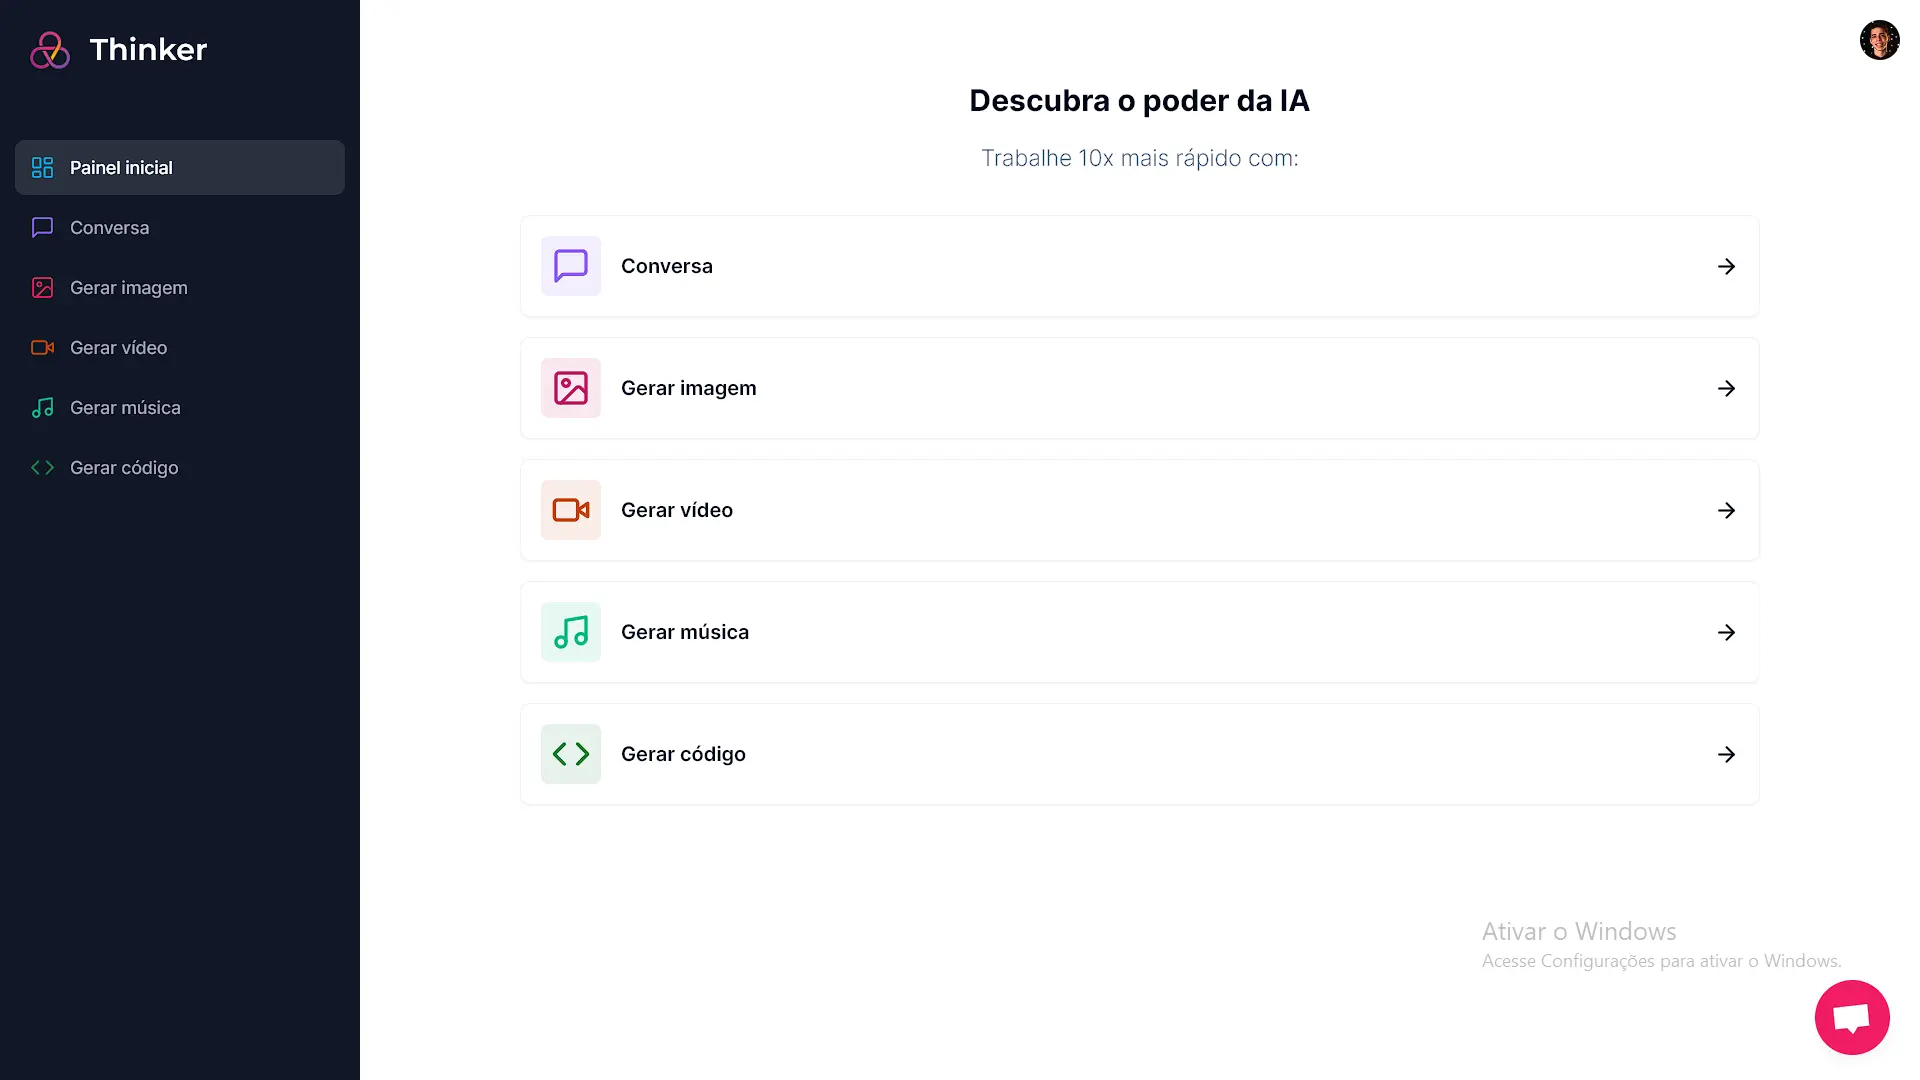 Thinker
Painel inicial
Conversa
Gerar imagem
Gerar vídeo
Gerar música
Gerar código
Descubra o poder da IA
Trabalhe 10x mais rápido com:
Conversa
Gerar imagem
Gerar vídeo
Gerar música
Gerar código
Ativar o Windows
Acesse Configurações para ativar o Windows.